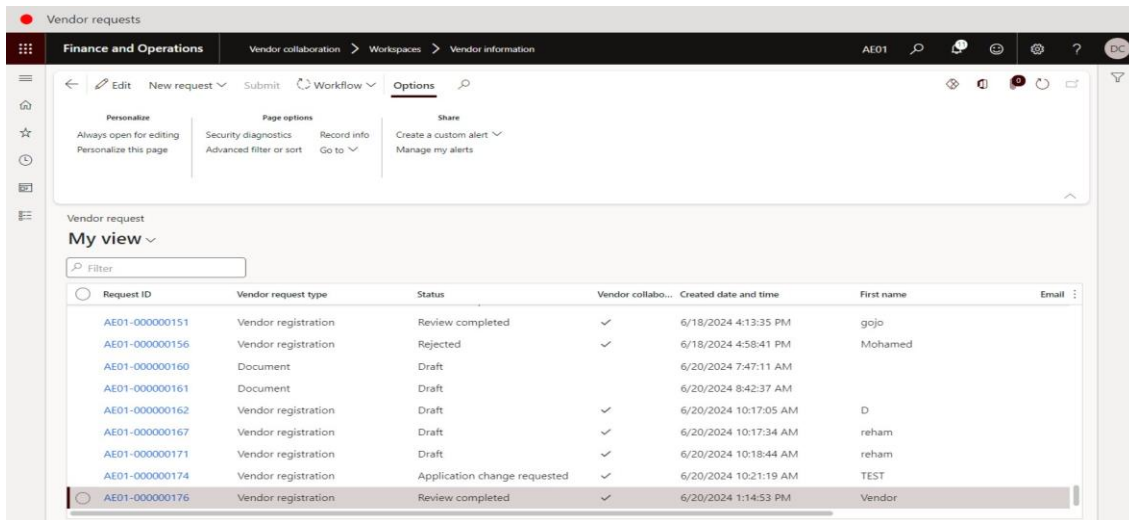 Vendor requests
Finance and Operations Vendor collaboration > Workspaces > Vendor information AE01 ? DC
Edit New request Submit Workflow Options 0
Personalize Page options Share
Always open for editing Security diagnostics Record info Create a custom alert
Personalize this page Advanced filter or sort Go to Manage my alerts
Vendor request
My view
Filter
Request ID Vendor request type Status Vendor collabo... Created date and time First name Email
AE01-000000151 Vendor registration Review completed 6/18/2024 4:13:35 PM gojo
AE01-000000156 Vendor registration Rejected 6/18/2024 4:58:41 PM Mohamed
AE01-000000160 Document Draft 6/20/2024 7:47:11 AM
AE01-000000161 Document Draft 6/20/2024 8:42:37 AM
AE01-000000162 Vendor registration Draft 6/20/2024 10:17:05 AM D
AE01-000000167 Vendor registration Draft 6/20/2024 10:17:34 AM reham
AE01-000000171 Vendor registration Draft 6/20/2024 10:18:44 AM reham
AE01-000000174 Vendor registration Application change requested 6/20/2024 10:21:19 AM TEST
AE01-000000176 Vendor registration Review completed 6/20/2024 1:14:53 PM Vendor